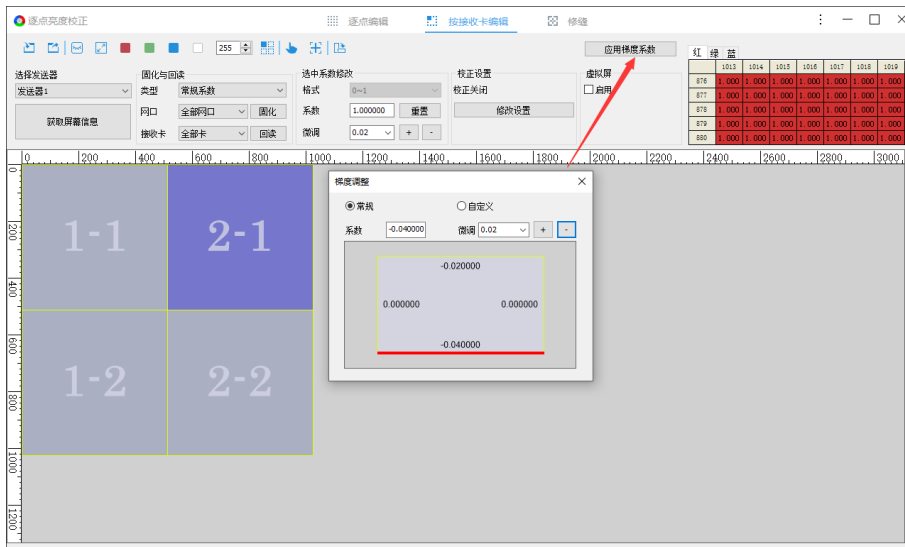 逐点亮度校正 逐点编辑 按接收卡编辑 修缝
255 应用梯度系数 红 绿 蓝
选择发送器 固化与回读 选中系数修改 校正设置 虚拟屏
发送器1 类型 常规系数 格式 0~1 校正关闭 启用
获取屏幕信息 网口 全部网口 固化 系数 1.000000 重置 修改设置
接收卡 全部卡 回读 微调 0.02 + -
1013 1014 1015 1016 1017 1018 1019
876 1.000 1.000 1.000 1.000 1.000 1.000 1.000
877 1.000 1.000 1.000 1.000 1.000 1.000 1.000
878 1.000 1.000 1.000 1.000 1.000 1.000 1.000
879 1.000 1.000 1.000 1.000 1.000 1.000 1.000
880 1.000 1.000 1.000 1.000 1.000 1.000 1.000
0 200 400 600 800 1000 1200 1400 1600 1800 2000 2200 2400 2600 2800 3000
0
200
400
600
800
1000
1200
1-1 2-1
1-2 2-2
梯度调整
常规 自定义
系数 -0.040000 微调 0.02 + -
-0.020000
0.000000 0.000000
-0.040000